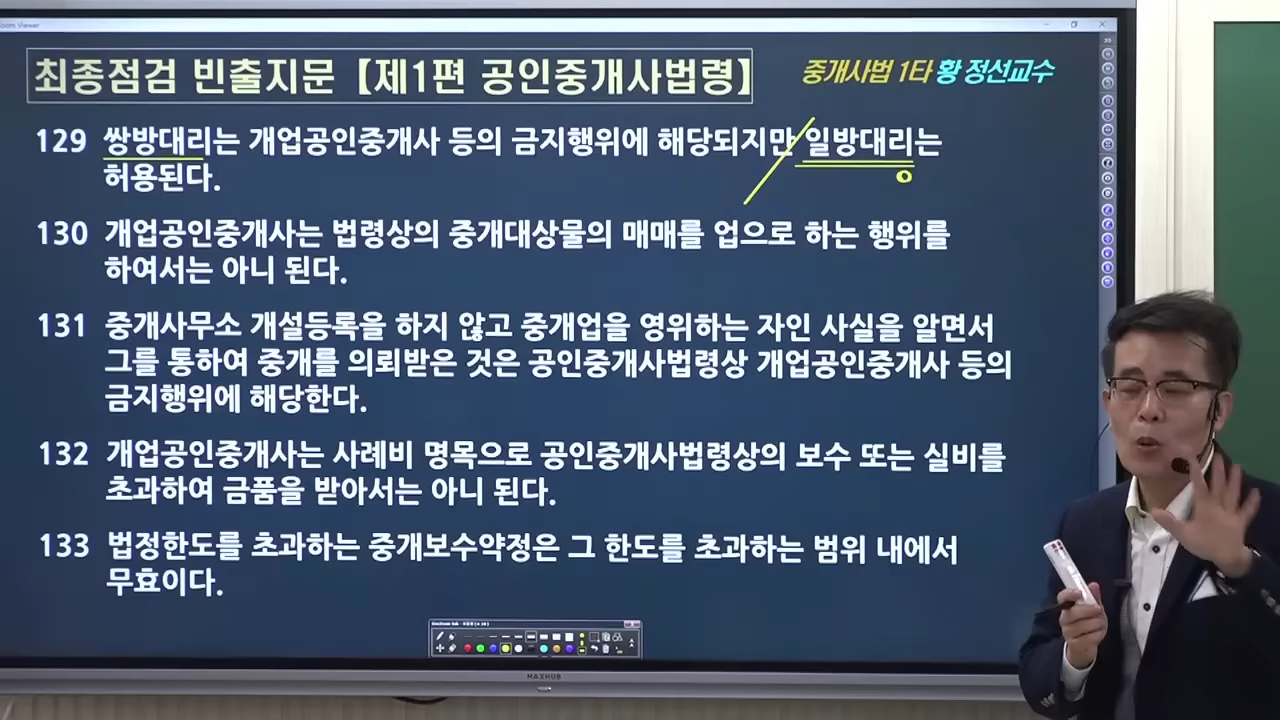 최종점검 빈출지문 【제1편 공인중개사법령】
중개사법 1타 황 정선교수
129 쌍방대리는 개업공인중개사 등의 금지행위에 해당되지만 일방대리는
허용된다.
130 개업공인중개사는 법령상의 중개대상물의 매매를 업으로 하는 행위를
하여서는 아니 된다.
131 중개사무소 개설등록을 하지 않고 중개업을 영위하는 자인 사실을 알면서
그를 통하여 중개를 의뢰받은 것은 공인중개사법령상 개업공인중개사 등의
금지행위에 해당한다.
132 개업공인중개사는 사례비 명목으로 공인중개사법령상의 보수 또는 실비를
초과하여 금품을 받아서는 아니 된다.
133 법정한도를 초과하는 중개보수약정은 그 한도를 초과하는 범위 내에서
무효이다.
MAXHUB